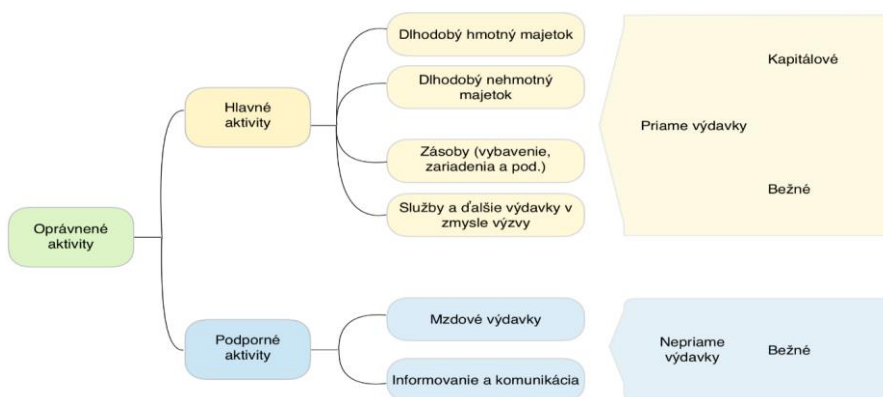 Oprávnené
aktivity
Hlavné
aktivity
Dlhodobý hmotný majetok
Dlhodobý nehmotný
majetok
Zásoby (vybavenie,
zariadenia a pod.)
Služby a ďalšie výdavky v
zmysle výzvy
Priame výdavky
Kapitálové
Bežné
Podporné
aktivity
Mzdové výdavky
Informovanie a komunikácia
Nepriame
výdavky
Bežné